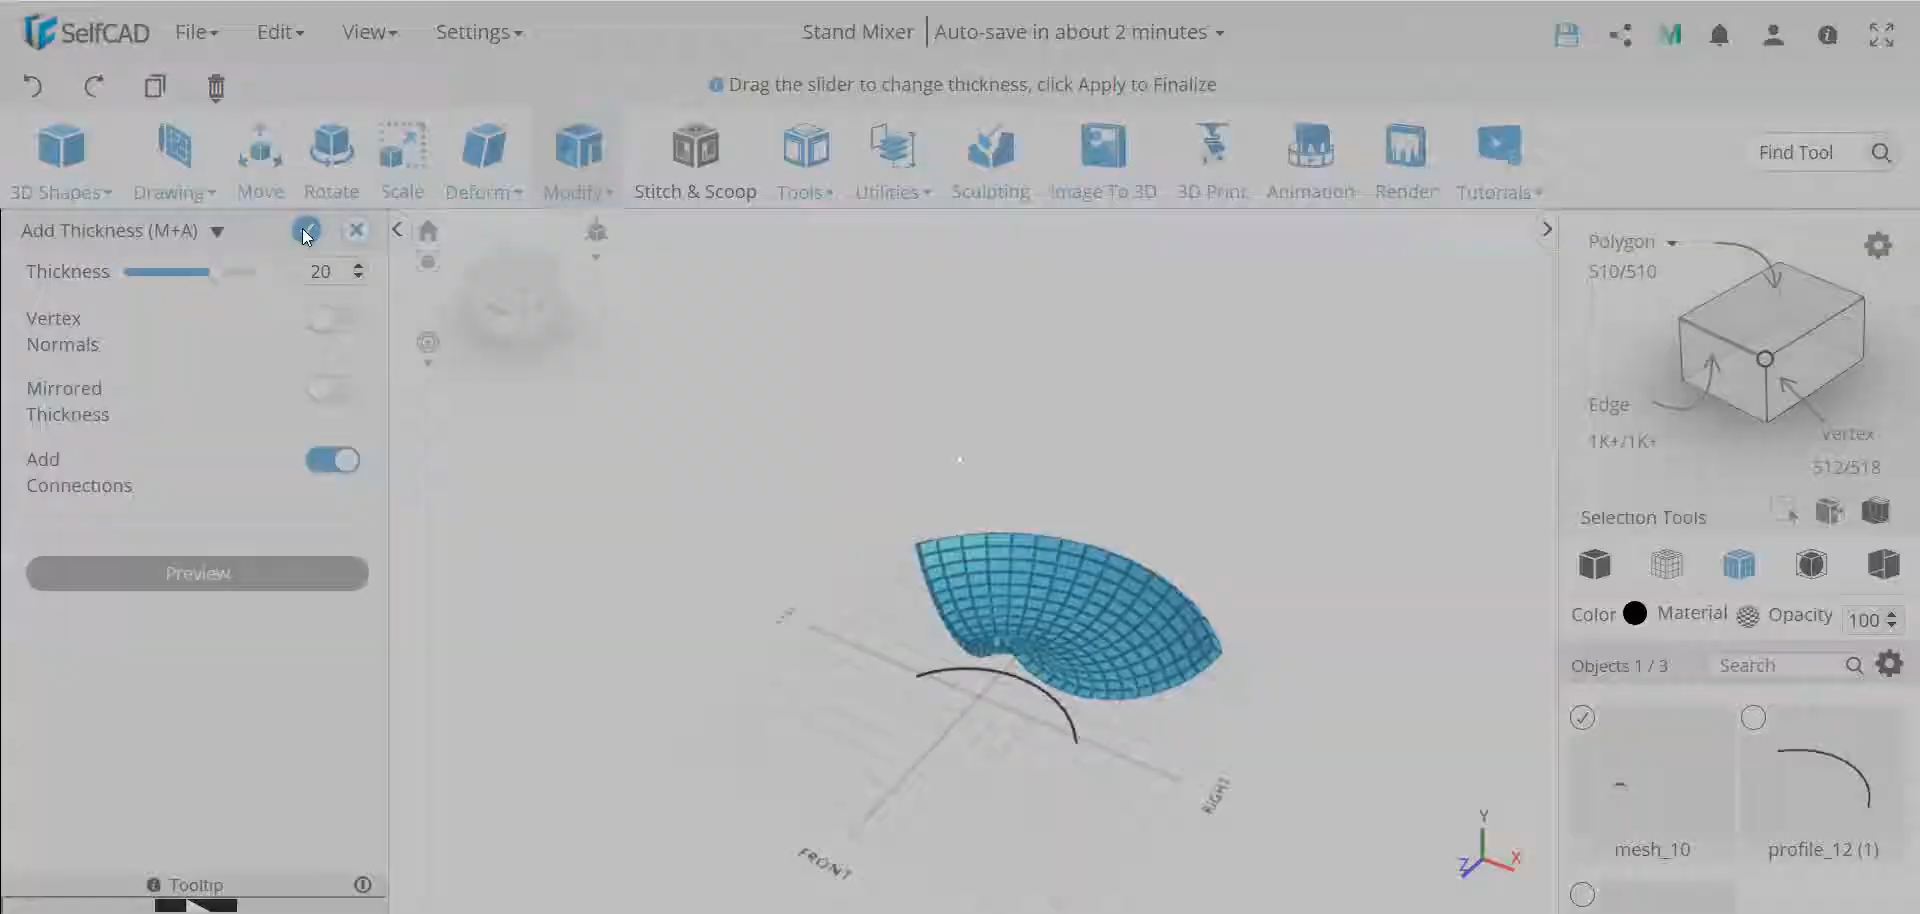 SelfCAD File Edit View Settings Stand Mixer Auto-save in about 2 minutes
Drag the slider to change thickness, click Apply to Finalize
3D Shapes Drawing Move Rotate Scale Deform Modify Stitch & Scoop Tools Utilities Sculpting Image To 3D 3D Print Animation Render Tutorials Find Tool
Add Thickness (M+A)
Thickness 20
Vertex
Normals
Mirrored
Thickness
Add
Connections
Preview
Tooltip
RIGHT
FRONT
Y
Z X
Polygon
510/510
Edge
1K+/1K+
Vertex
512/518
Selection Tools
Color Material Opacity 100
Objects 1 / 3 Search
mesh_10 profile_12 (1)